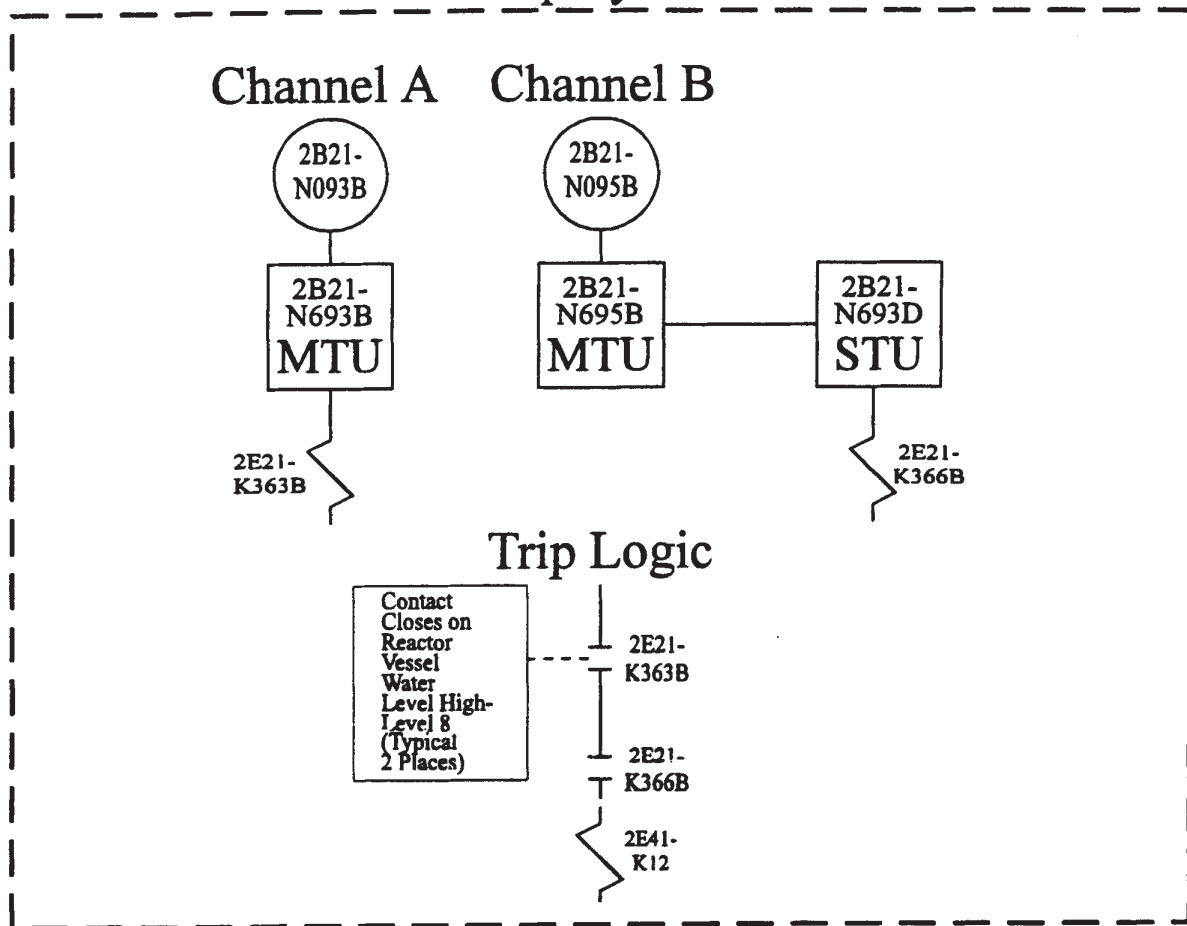 Channel A
Channel B
2B21-
N093B
2B21-
N095B
2B21-
N693B
MTU
2B21-
N695B
MTU
2B21-
N693D
STU
2E21-
K363B
2E21-
K366B
Trip Logic
Contact
Closes on
Reactor
Vessel
Water
Level High-
Level 8
(Typical
2 Places)
2E21-
K363B
2E21-
K366B
2E41-
K12